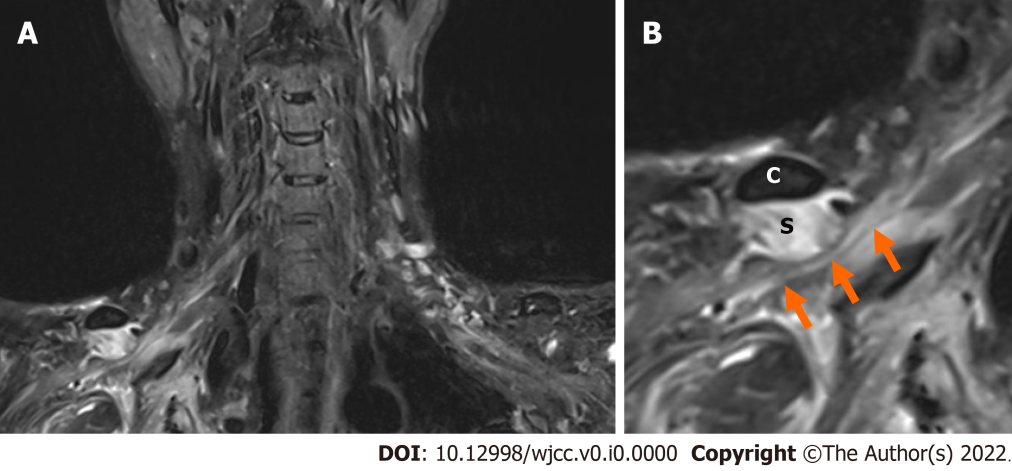 A
B
C
S
DOI: 10.12998/wjcc.v0.i0.0000 Copyright ©The Author(s) 2022.